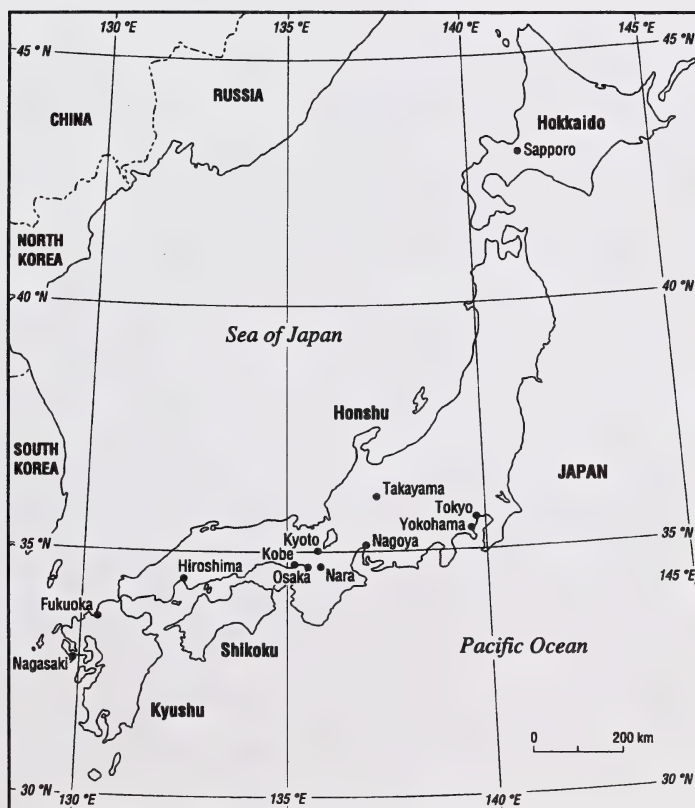 130 °E
135 °E
140 °E
145 °E
45 °N
45 °N
RUSSIA
CHINA
Hokkaido
Sapporo
NORTH
KOREA
40 °N
40 °N
Sea of Japan
Honshu
SOUTH
KOREA
JAPAN
Takayama
Tokyo
Yokohama
35 °N
35 °N
Kyoto
Nagoya
Kobe
Hiroshima
Osaka
Nara
145 °E
Fukuoka
Shikoku
Pacific Ocean
Nagasaki
Kyushu
0
200 km
30 °N
30 °N
130 °E
135 °E
140 °E